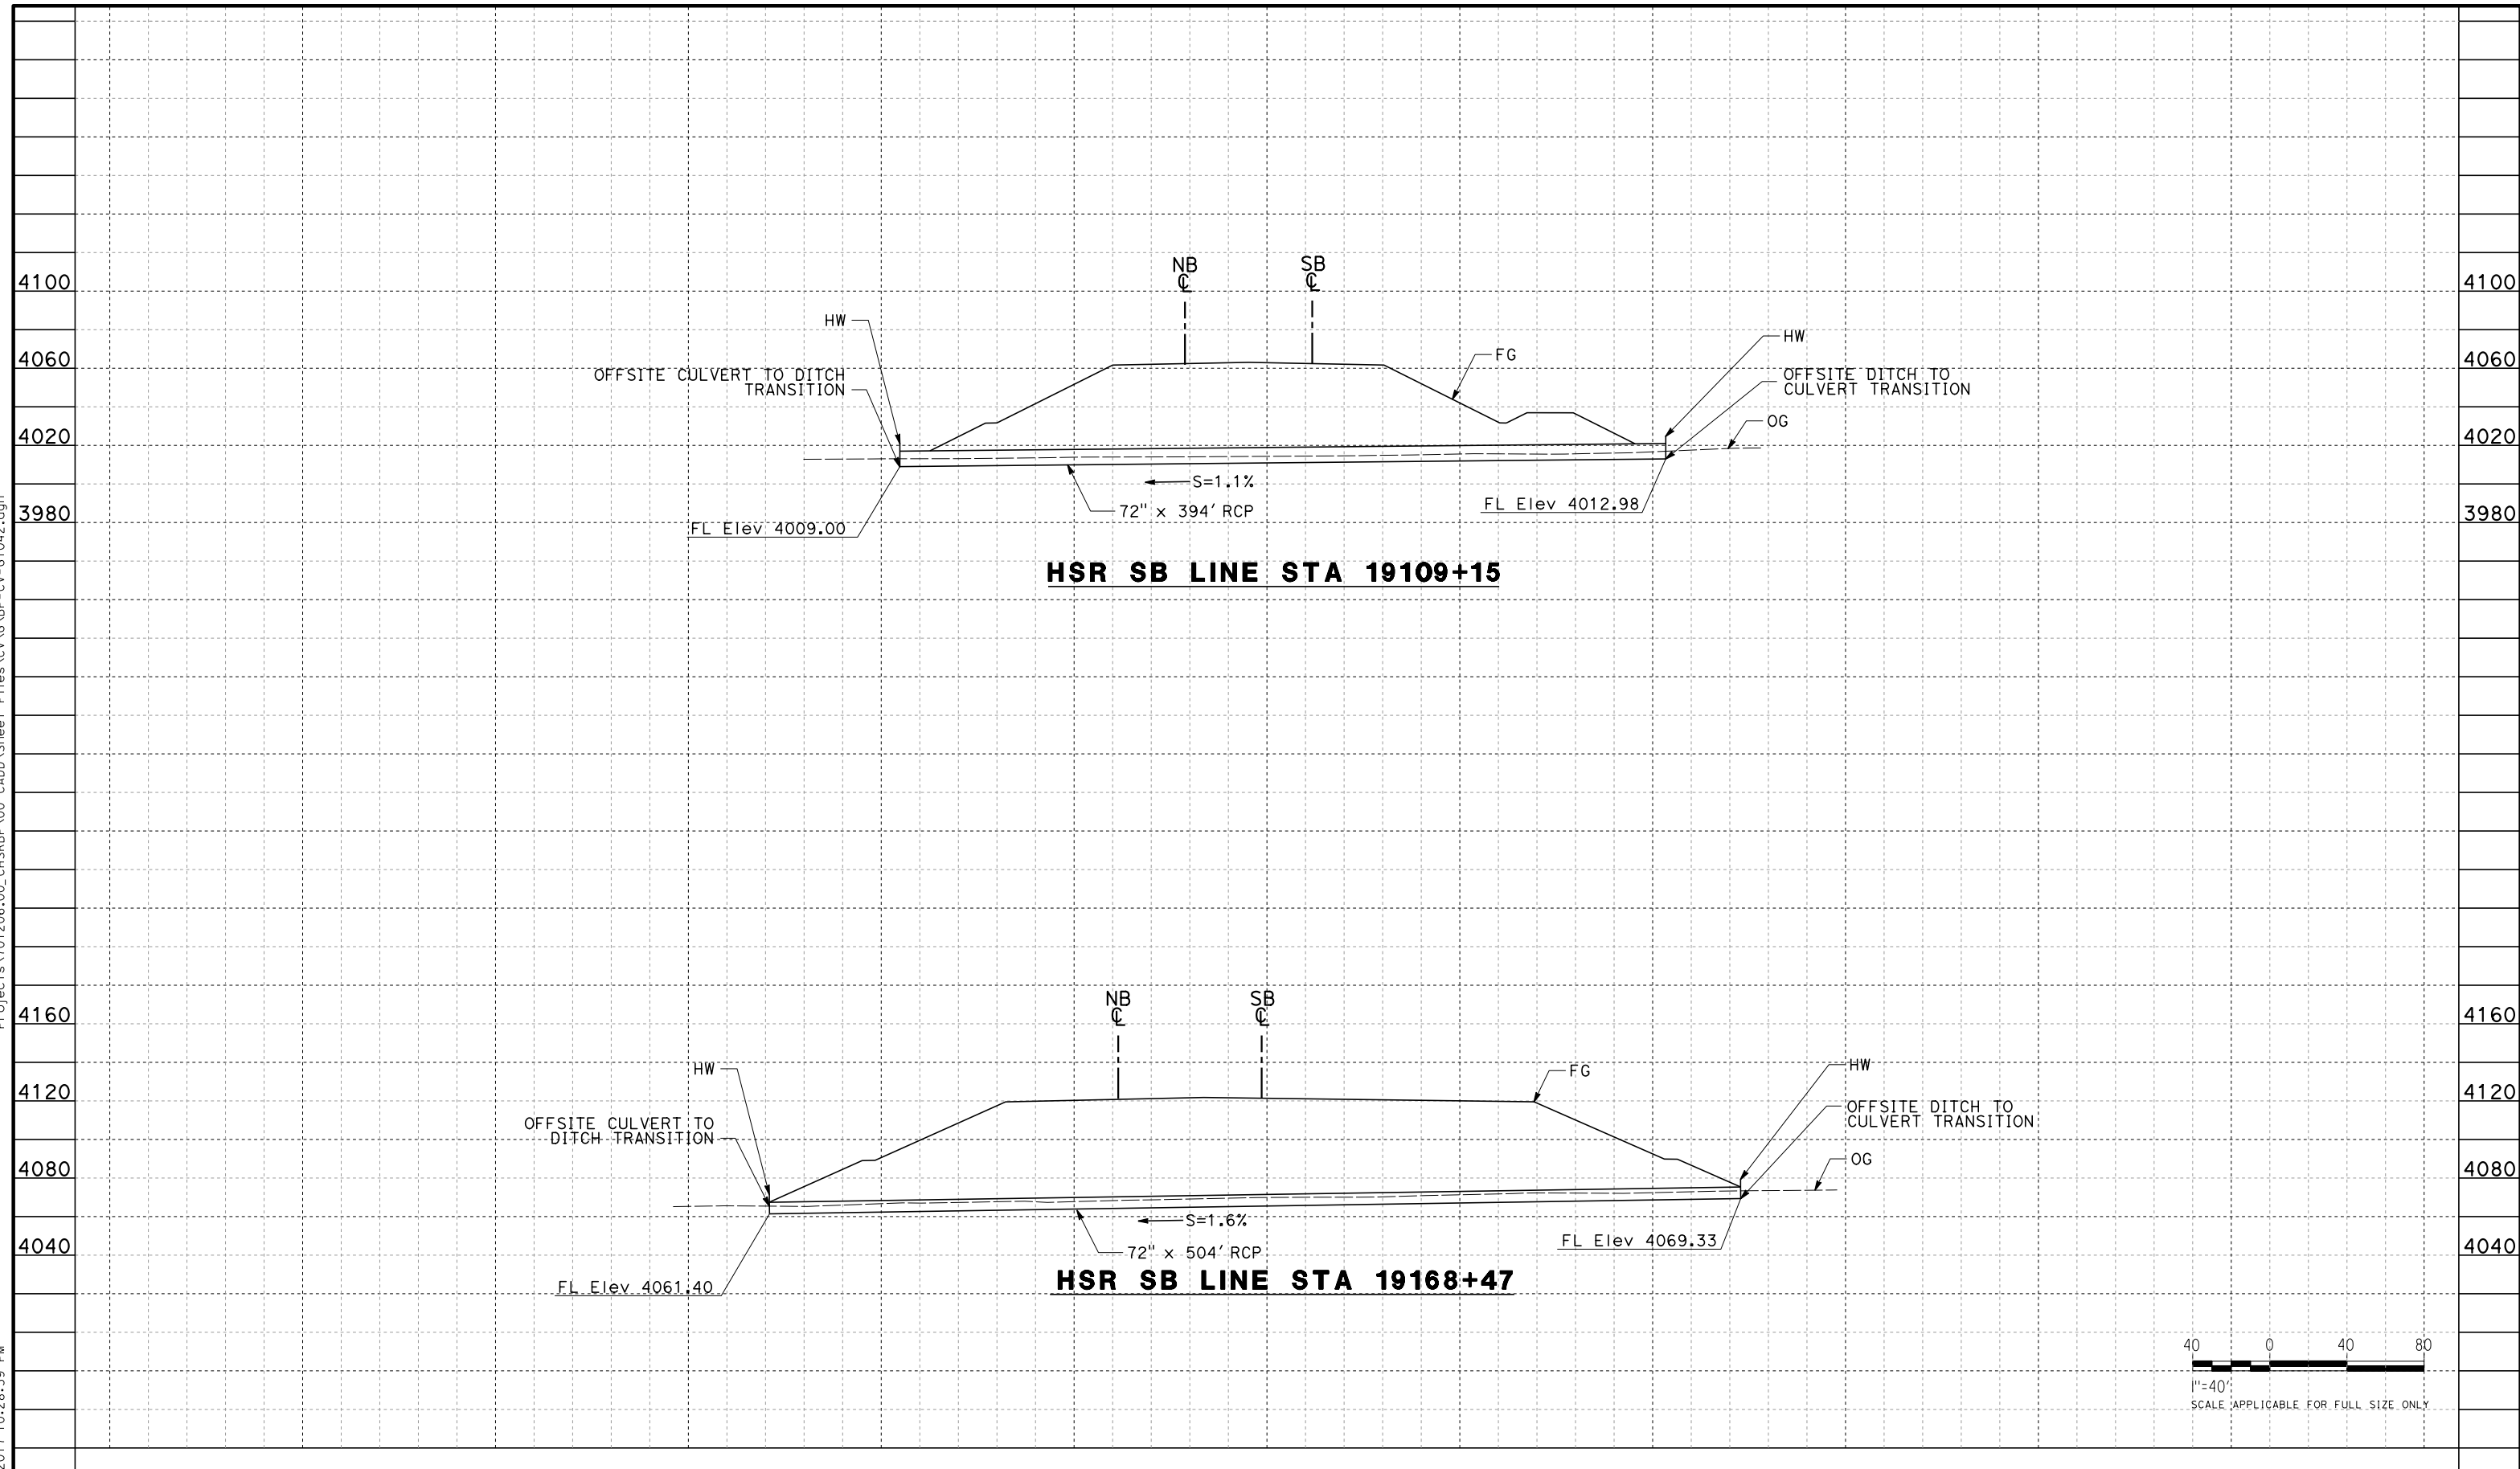 NB
CL
SB
CL
4100
4100
HW
HW
4060
FG
4060
OFFSITE CULVERT TO DITCH
TRANSITION
OFFSITE DITCH TO
CULVERT TRANSITION
4020
OG
4020
S=1.1%
72" x 394' RCP
FL Elev 4012.98
3980
FL Elev 4009.00
3980
HSR SB LINE STA 19109+15
NB
CL
SB
CL
4160
4160
HW
FG
HW
4120
4120
OFFSITE CULVERT TO
DITCH TRANSITION
OFFSITE DITCH TO
CULVERT TRANSITION
4080
OG
4080
S=1.6%
72" x 504' RCP
FL Elev 4069.33
4040
4040
FL Elev 4061.40
HSR SB LINE STA 19168+47
40 0 40 80
1"=40'
SCALE APPLICABLE FOR FULL SIZE ONLY